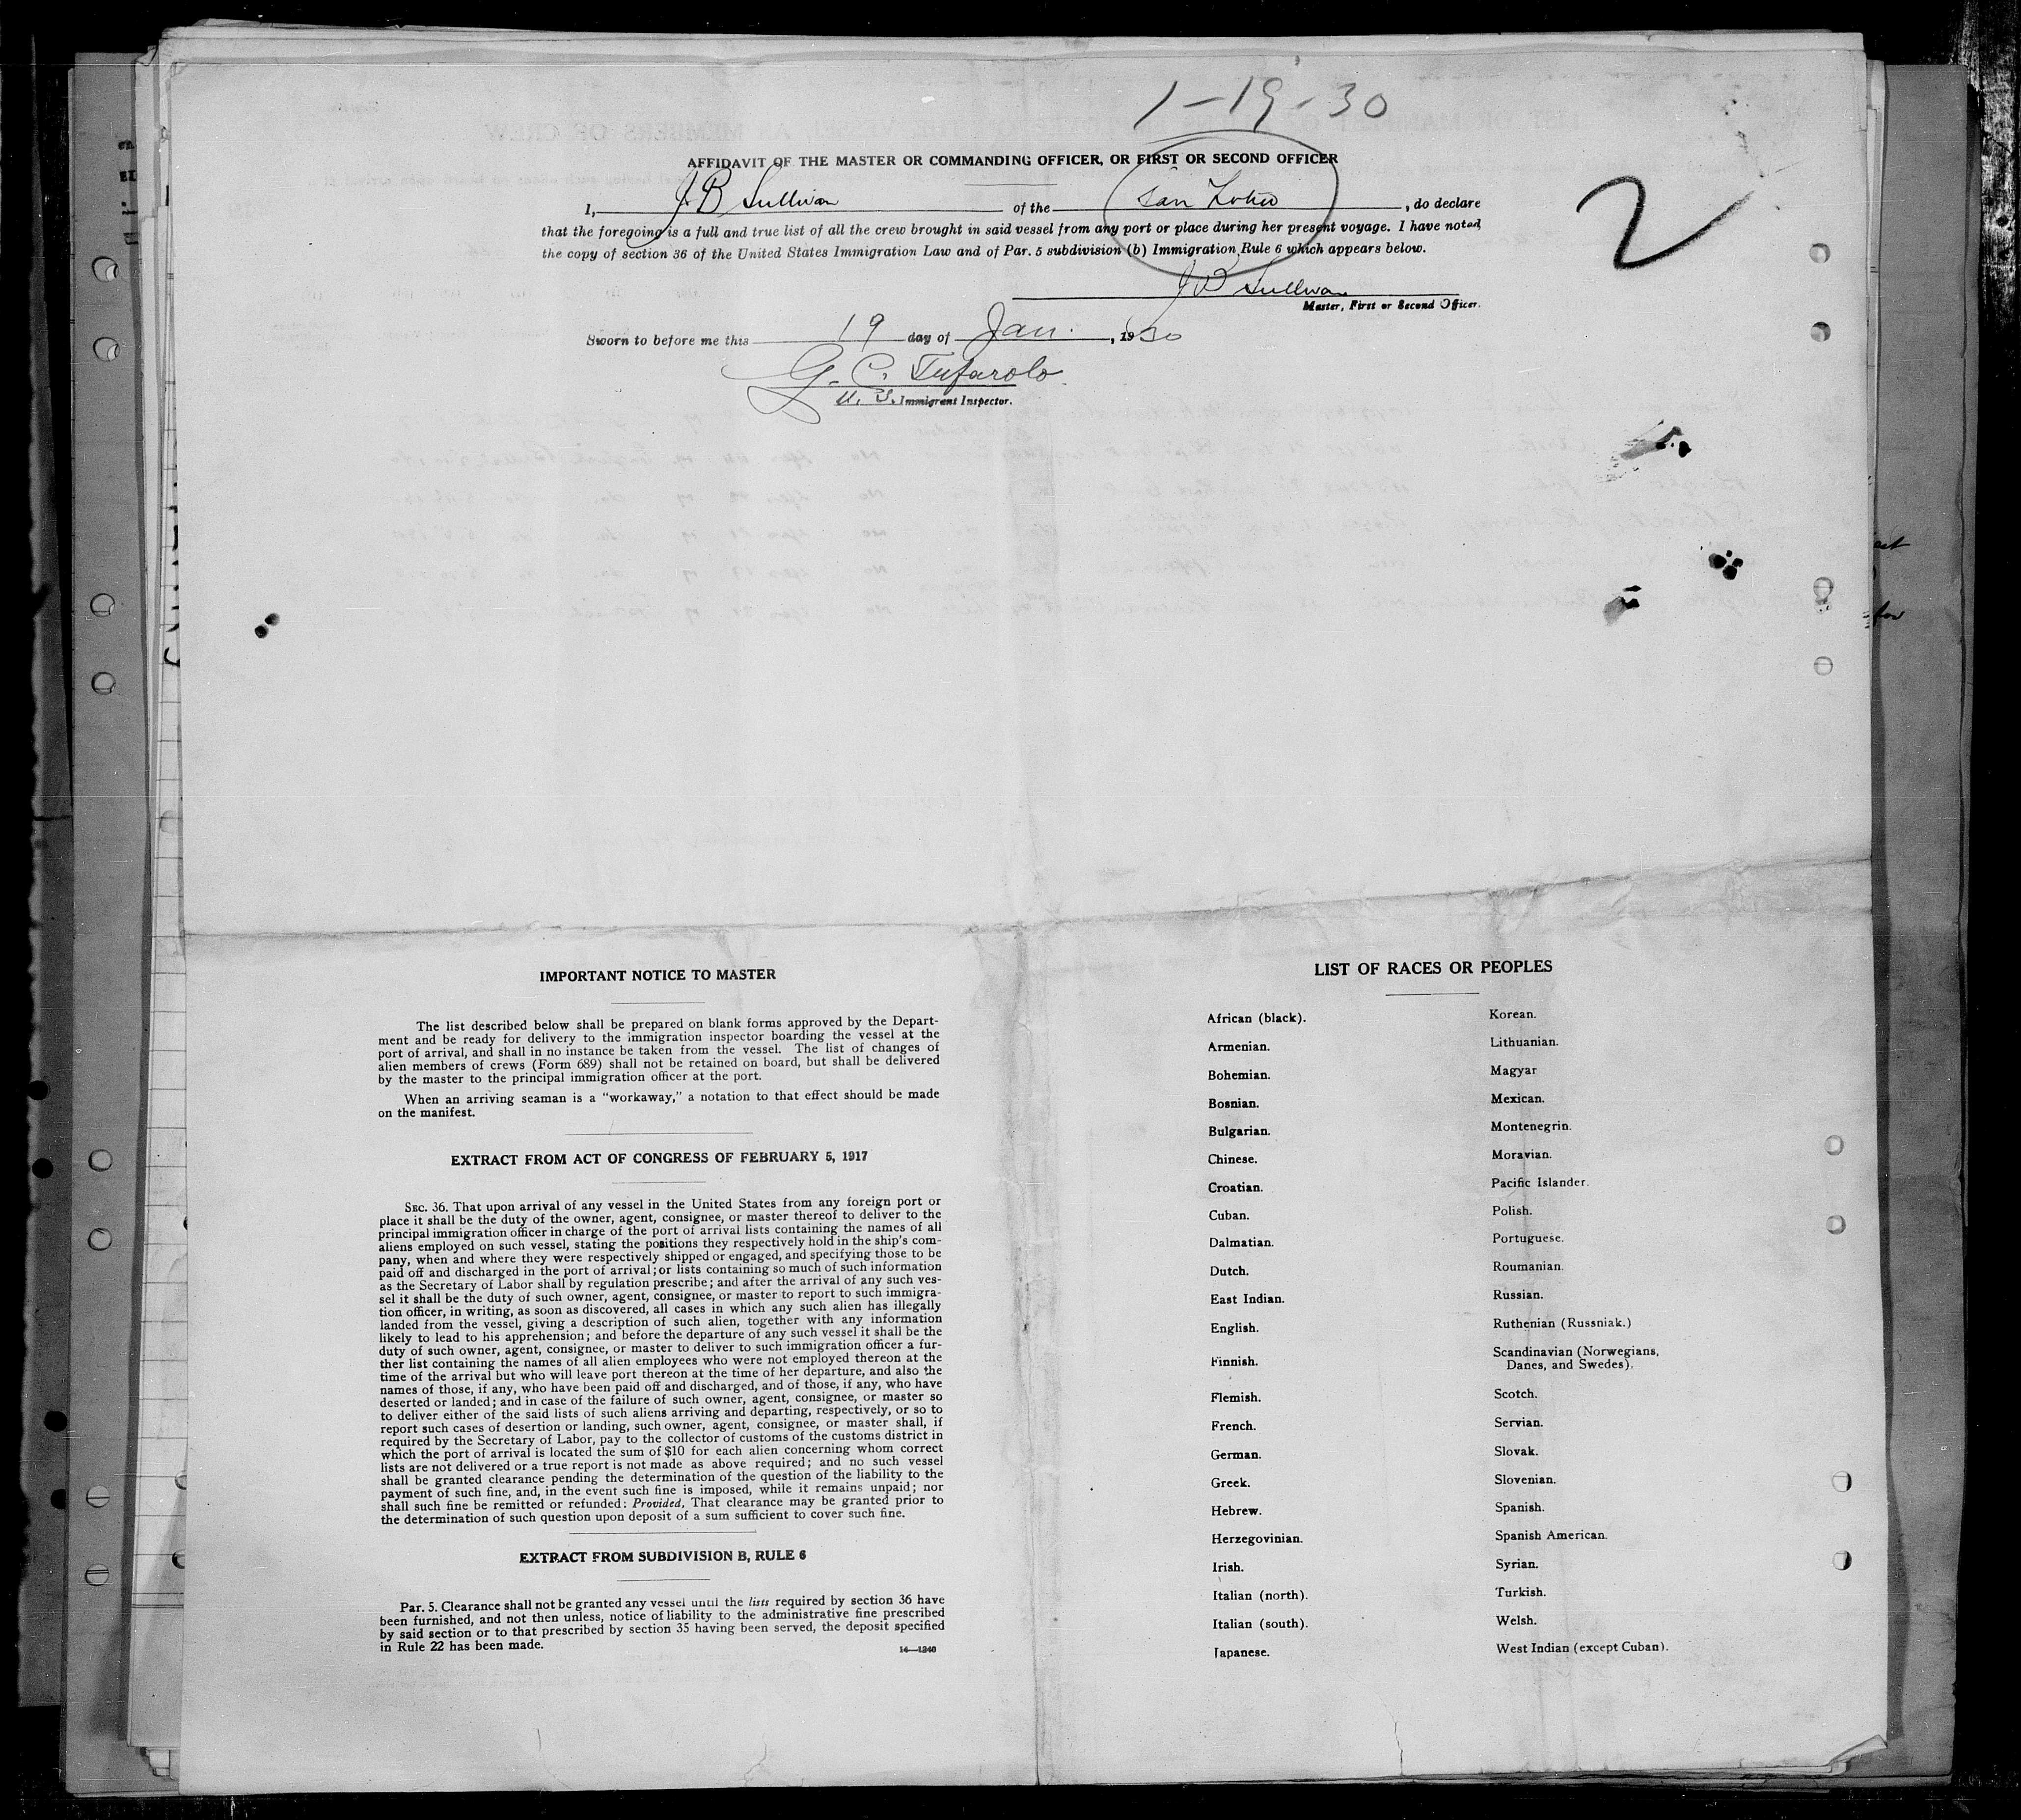 1-19-30
AFFIDAVIT OF THE MASTER OR COMMANDING OFFICER, OR FIRST OR SECOND OFFICER
I, J B Sullivan of the San , do declare
that the foregoing is a full and true list of all the crew brought in said vessel from any port or place during her present voyage. I have noted
the copy of section 36 of the United States Immigration Law and of Par. 5 subdivision (b) Immigration Rule 6 which appears below.
2
J B Sullivan
Master, First or Second Officer.
Sworn to before me this 19 day of Jan. , 1930
G. C. Tufarolo
U. S. Immigrant Inspector.
IMPORTANT NOTICE TO MASTER
The list described below shall be prepared on blank forms approved by the Depart-
ment and be ready for delivery to the immigration inspector boarding the vessel at the
port of arrival, and shall in no instance be taken from the vessel. The list of changes of
alien members of crews (Form 689) shall not be retained on board, but shall be delivered
by the master to the principal immigration officer at the port.
When an arriving seaman is a "workaway," a notation to that effect should be made
on the manifest.
EXTRACT FROM ACT OF CONGRESS OF FEBRUARY 5, 1917
SEC. 36. That upon arrival of any vessel in the United States from any foreign port or
place it shall be the duty of the owner, agent, consignee, or master thereof to deliver to the
principal immigration officer in charge of the port of arrival lists containing the names of all
aliens employed on such vessel, stating the positions they respectively hold in the ship's com-
pany, when and where they were respectively shipped or engaged, and specifying those to be
paid off and discharged in the port of arrival; or lists containing so much of such information
as the Secretary of Labor shall by regulation prescribe; and after the arrival of any such ves-
sel it shall be the duty of such owner, agent, consignee, or master to report to such immigra-
tion officer, in writing, as soon as discovered, all cases in which any such alien has illegally
landed from the vessel, giving a description of such alien, together with any information
likely to lead to his apprehension; and before the departure of any such vessel it shall be the
duty of such owner, agent, consignee, or master to deliver to such immigration officer a fur-
ther list containing the names of all alien employees who were not employed thereon at the
time of the arrival but who will leave port thereon at the time of her departure, and also the
names of those, if any, who have been paid off and discharged, and of those, if any, who have
deserted or landed; and in case of the failure of such owner, agent, consignee, or master so
to deliver either of the said lists of such aliens arriving and departing, respectively, or so to
report such cases of desertion or landing, such owner, agent, consignee, or master shall, if
required by the Secretary of Labor, pay to the collector of customs of the customs district in
which the port of arrival is located the sum of $10 for each alien concerning whom correct
lists are not delivered or a true report is not made as above required; and no such vessel
shall be granted clearance pending the determination of the question of the liability to the
payment of such fine, and, in the event such fine is imposed, while it remains unpaid; nor
shall such fine be remitted or refunded: Provided, That clearance may be granted prior to
the determination of such question upon deposit of a sum sufficient to cover such fine.
EXTRACT FROM SUBDIVISION B, RULE 6
Par. 5. Clearance shall not be granted any vessel until the lists required by section 36 have
been furnished, and not then unless, notice of liability to the administrative fine prescribed
by said section or to that prescribed by section 35 having been served, the deposit specified
in Rule 22 has been made.
14—1240
LIST OF RACES OR PEOPLES
African (black).
Armenian.
Bohemian.
Bosnian.
Bulgarian.
Chinese.
Croatian.
Cuban.
Dalmatian.
Dutch.
East Indian.
English.
Finnish.
Flemish.
French.
German.
Greek.
Hebrew.
Herzegovinian.
Irish.
Italian (north).
Italian (south).
Japanese.
Korean.
Lithuanian.
Magyar
Mexican.
Montenegrin.
Moravian.
Pacific Islander.
Polish.
Portuguese.
Roumanian.
Russian.
Ruthenian (Russniak.)
Scandinavian (Norwegians,
Danes, and Swedes).
Scotch.
Servian.
Slovak.
Slovenian.
Spanish.
Spanish American.
Syrian.
Turkish.
Welsh.
West Indian (except Cuban).